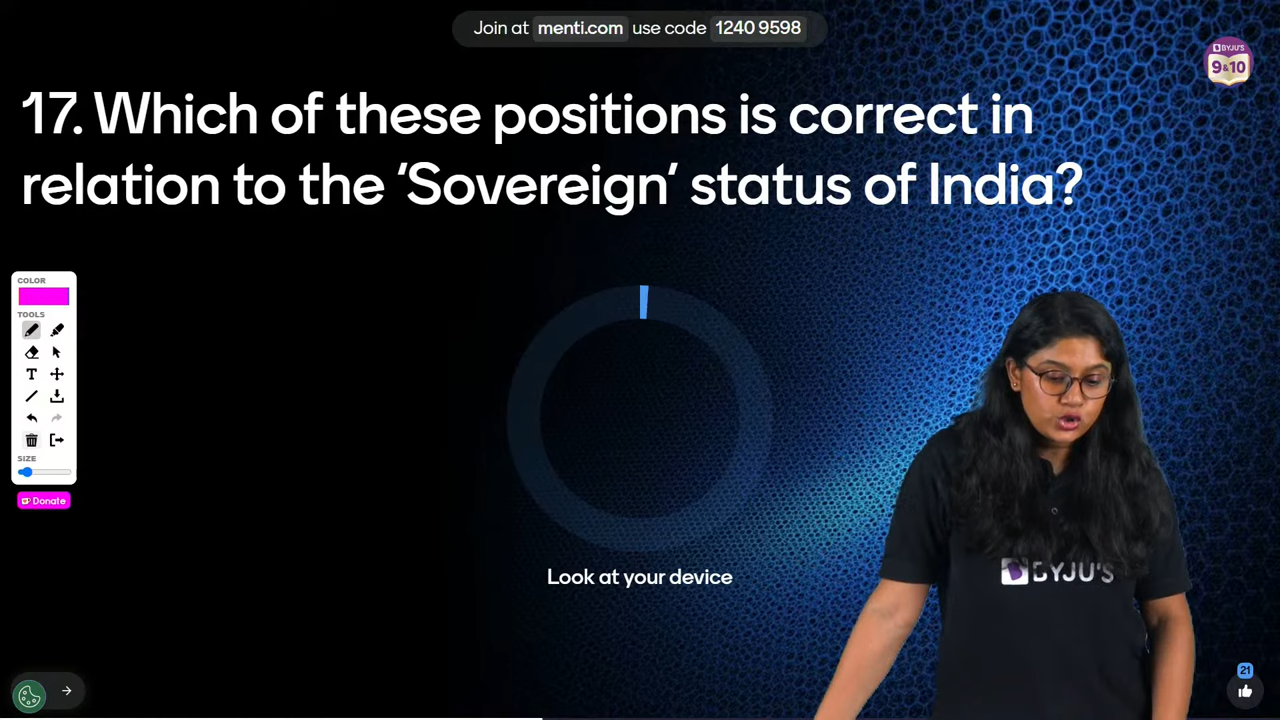 Join at menti.com use code 1240 9598
BYJU'S
9&10
17. Which of these positions is correct in
relation to the ‘Sovereign’ status of India?
COLOR
TOOLS
T
SIZE
Donate
Look at your device
BYJU'S
21